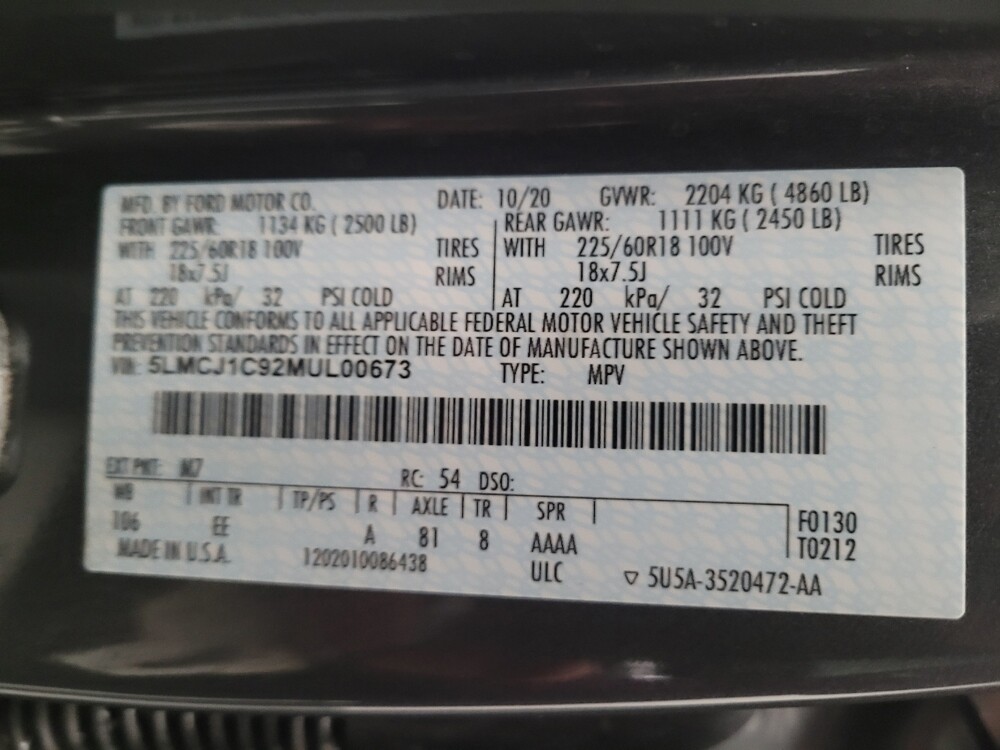 MFD. BY FORD MOTOR CO. DATE: 10/20 GVWR: 2204 KG ( 4860 LB)
FRONT GAWR: 1134 KG ( 2500 LB) REAR GAWR: 1111 KG ( 2450 LB)
WITH 225/60R18 100V TIRES WITH 225/60R18 100V TIRES
18x7.5J RIMS 18x7.5J RIMS
AT 220 kPa/ 32 PSI COLD AT 220 kPa/ 32 PSI COLD
THIS VEHICLE CONFORMS TO ALL APPLICABLE FEDERAL MOTOR VEHICLE SAFETY AND THEFT
PREVENTION STANDARDS IN EFFECT ON THE DATE OF MANUFACTURE SHOWN ABOVE.
VIN: 5LMCJ1C92MUL00673 TYPE: MPV
EXT PNT: M7 RC: 54 DSO:
WB INT TR TP/PS R AXLE TR SPR
106 EE A 81 8 AAAA
F0130
T0212
MADE IN U.S.A. 1202010086438 ULC ▽ 5U5A-3520472-AA